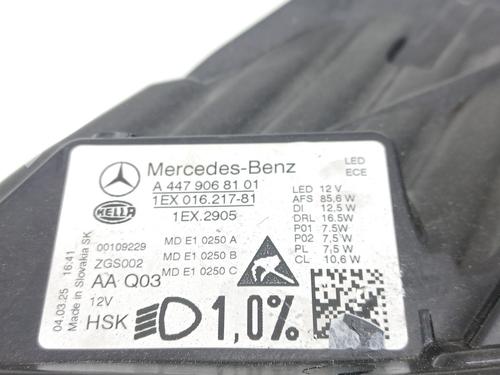 Mercedes-Benz
LED
ECE
A 447 906 81 01
HELLA
1EX 016.217-81
1EX.2905
LED 12 V
AFS 85,6 W
DI 12.5 W
DRL 16.5W
P01 7.5W
P02 7,5 W
PL 7,5 W
CL 10,6 W
00109229
MD E1 0250 A
ZGS002
MD E1 0250 B
AA Q03
MD E1 0250 C
12V
HSK
1,0%
04.03.25 16:41
Made in Slovakia SK